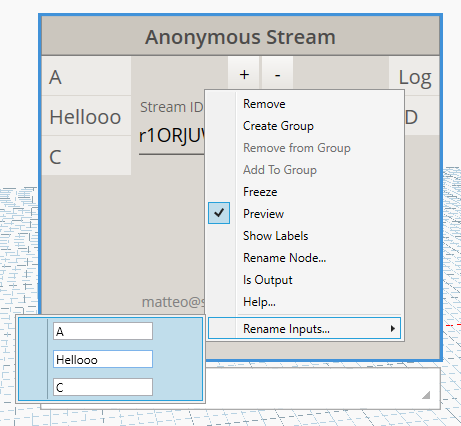 Anonymous Stream
A
+ -
Log
Hellooo
Stream ID
D
r1ORJU
C
Remove
Create Group
Remove from Group
Add To Group
Freeze
Preview
Show Labels
Rename Node...
Is Output
Help...
matteo@s
Rename Inputs...
A
Hellooo
C